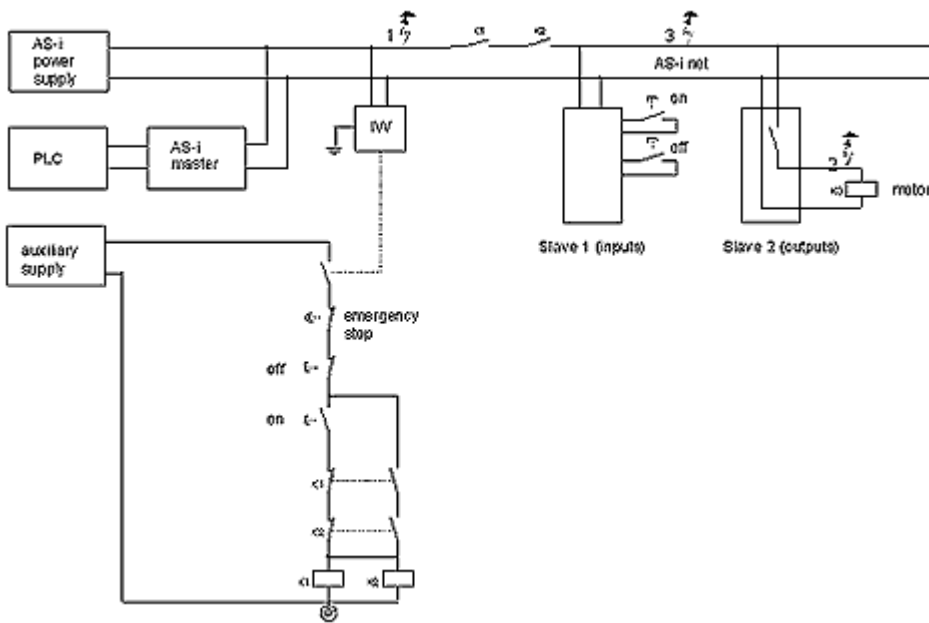 AS-i
power
supply
1
3
AS-i net
PLC
AS-i
master
IW
on
off
2
motor
Slave 1 (inputs)
Slave 2 (outputs)
auxiliary
supply
emergency
stop
off
on